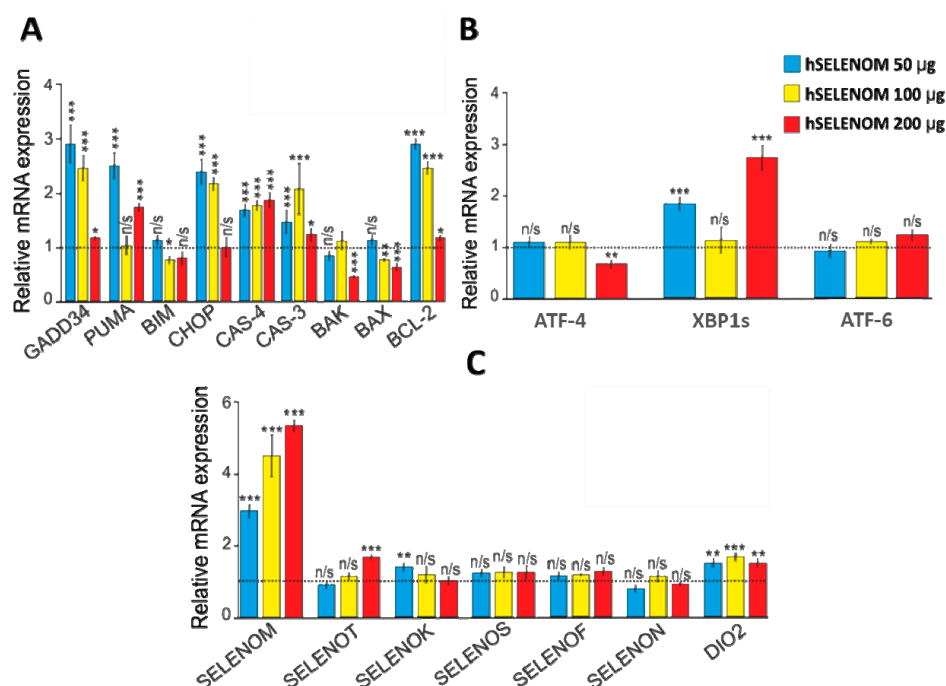 A
Relative mRNA expression
4
3
2
1
0
*** *** * *** n/s *** n/s * n/s *** *** n/s *** *** *** *** *** * n/s *** n/s ** *** *** *** *
GADD34 PUMA BIM CHOP CAS-4 CAS-3 BAK BAX BCL-2
B
hSELENOM 50 µg
hSELENOM 100 µg
hSELENOM 200 µg
Relative mRNA expression
4
3
2
1
0
n/s n/s ** *** n/s *** n/s n/s n/s
ATF-4 XBP1s ATF-6
C
Relative mRNA expression
6
4
2
0
*** *** *** n/s n/s *** ** n/s n/s n/s n/s n/s n/s n/s n/s n/s n/s n/s ** *** **
SELENOM SELENOT SELENOK SELENOS SELENOF SELENON DIO2